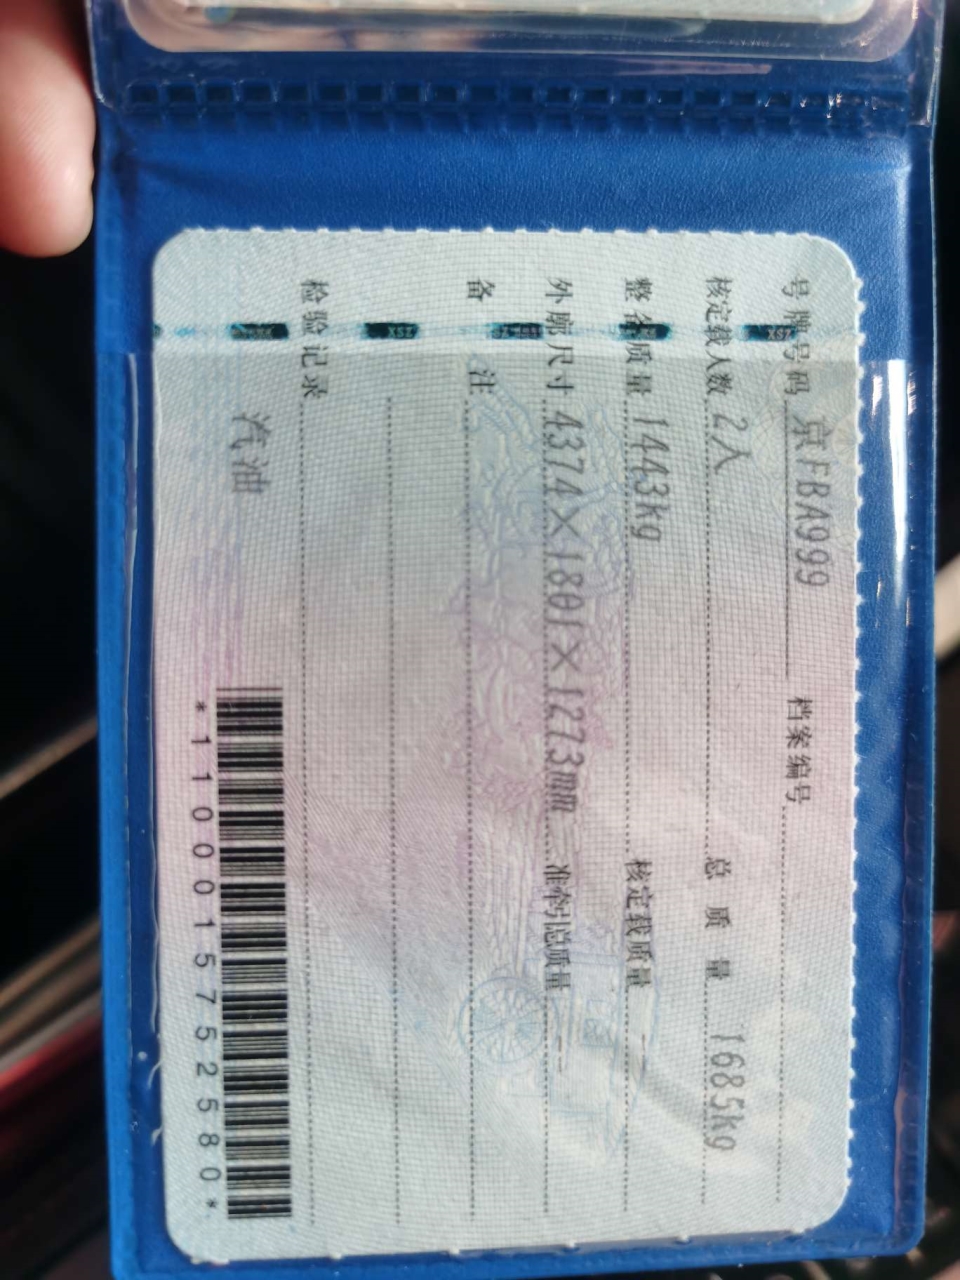 号牌号码 京FBA999 档案编号
核定载人数 2人 总质量 1685kg
整备质量 1443kg 核定载质量 --
外廓尺寸 4374×1801×1273mm 准牵引总质量 --
备注
检验记录
汽油
*1100015752580*